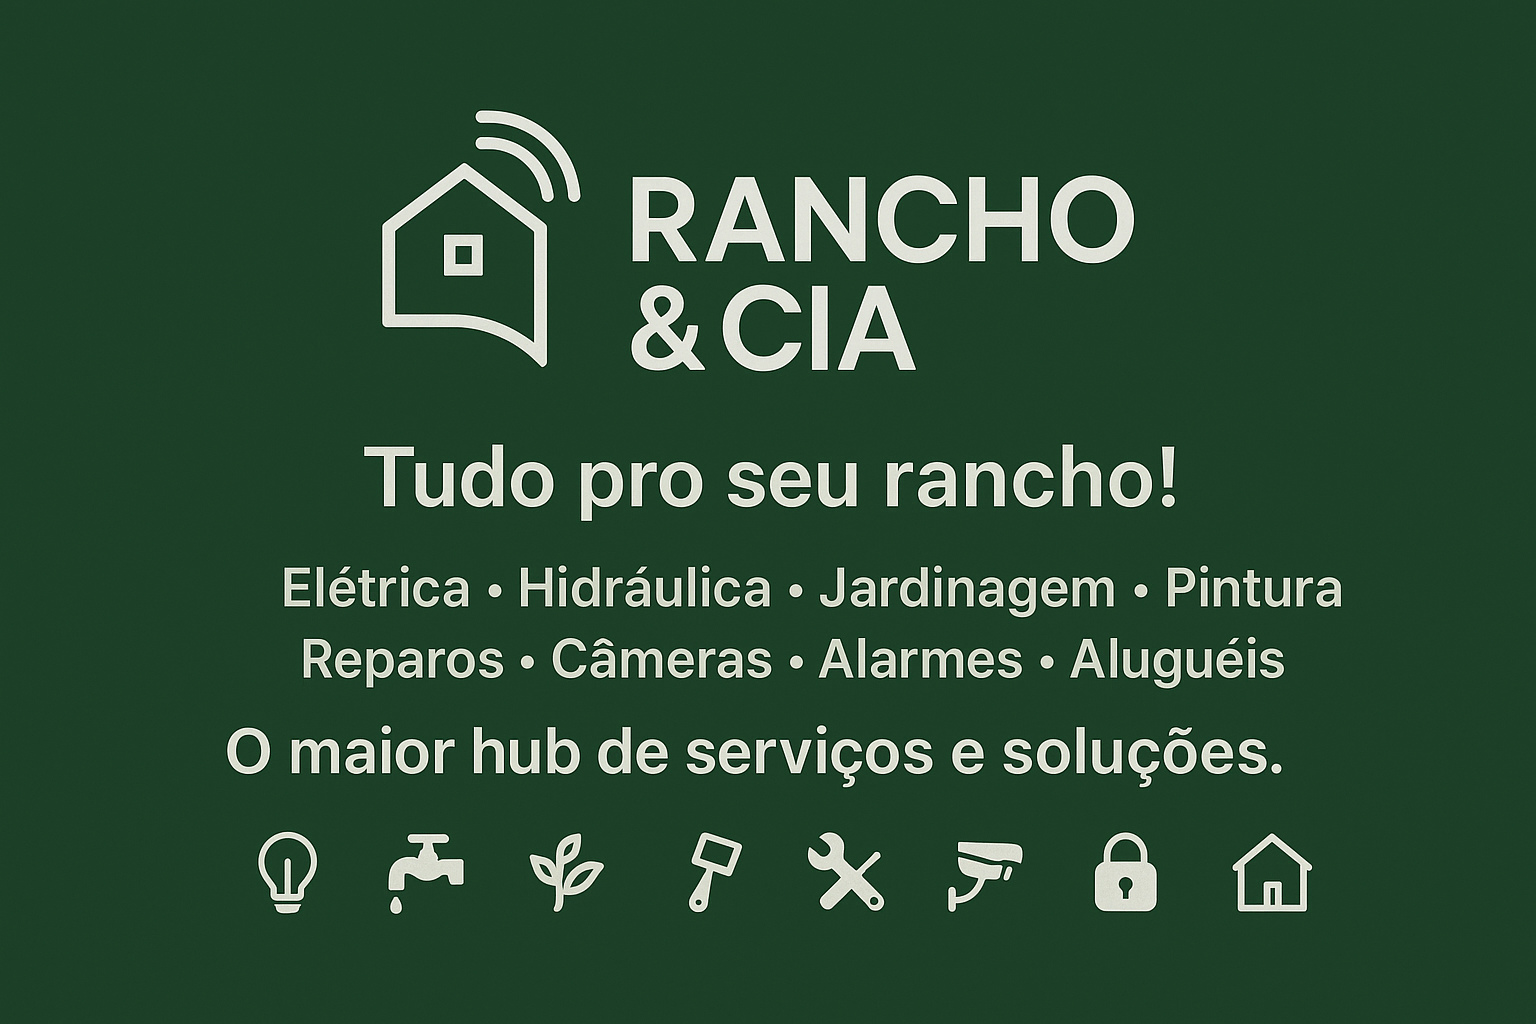 RANCHO
& CIA
Tudo pro seu rancho!
Elétrica • Hidráulica • Jardinagem • Pintura
Reparos • Câmeras • Alarmes • Aluguéis
O maior hub de serviços e soluções.